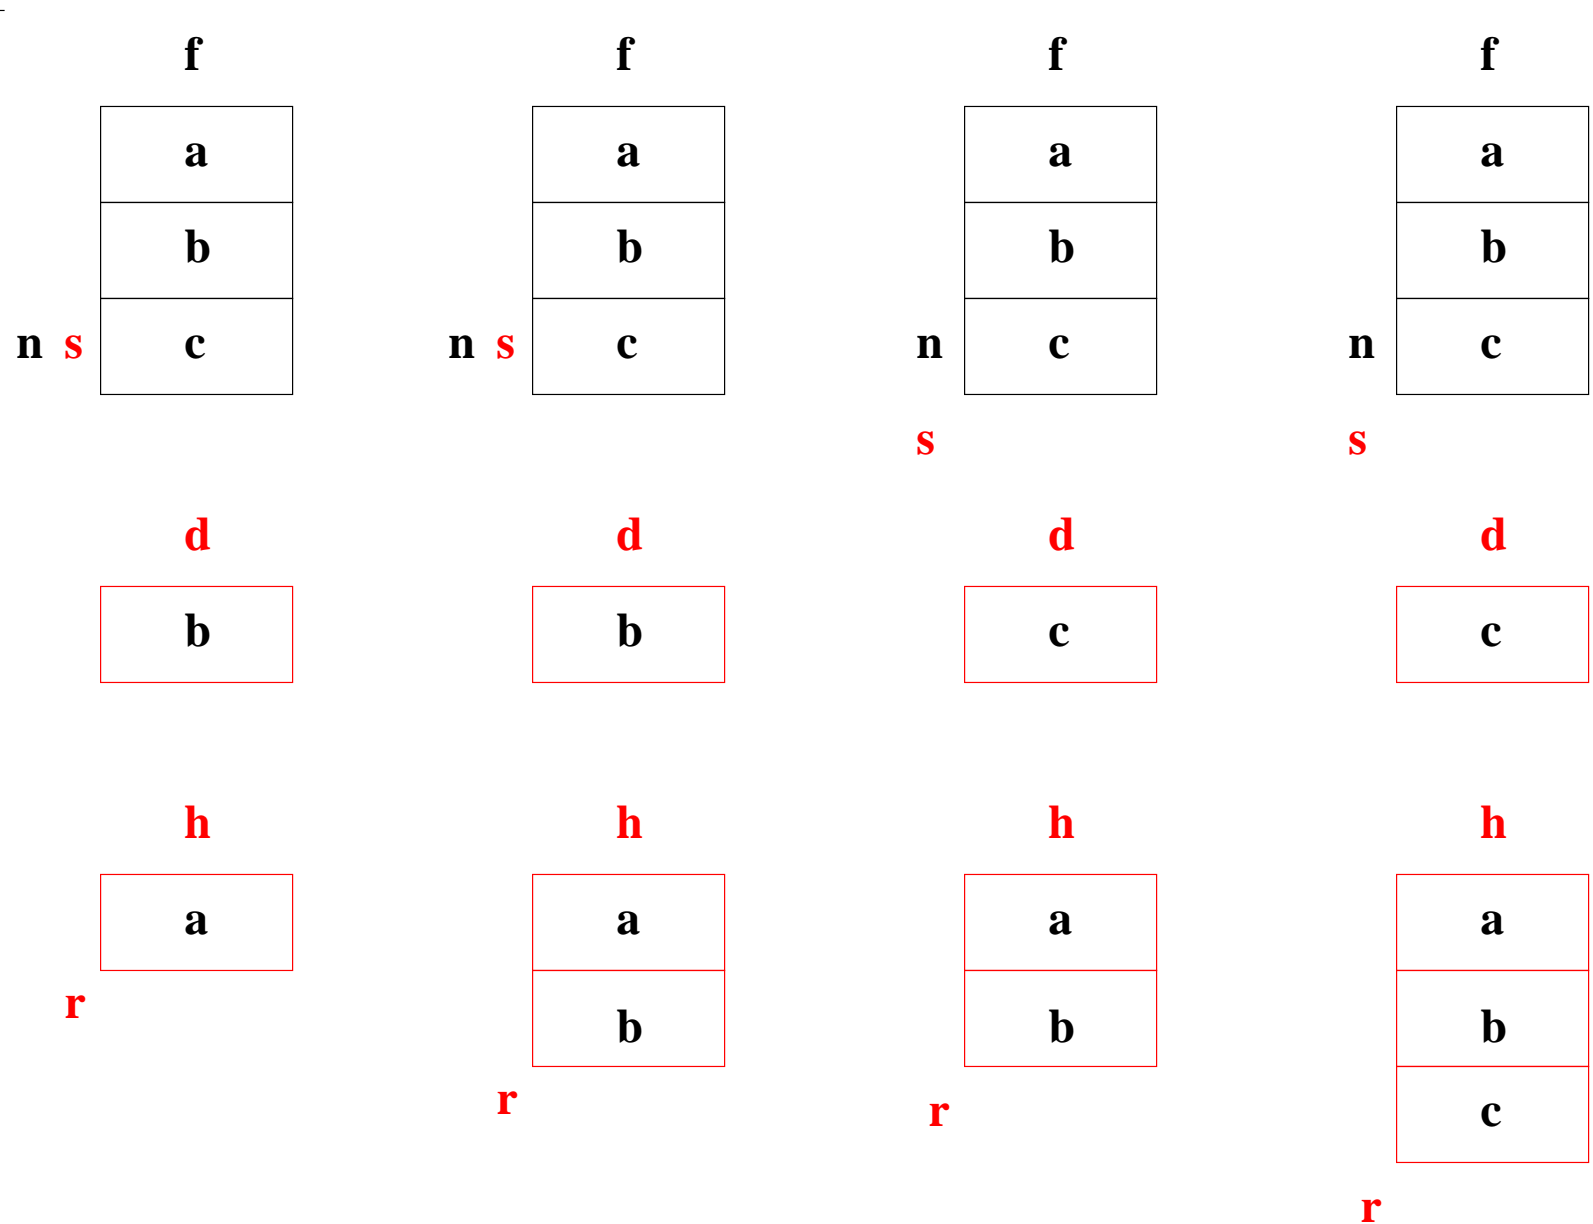 f f f f
a a a a
b b b b
n s c n s c n c n c
s s
d d d d
b b c c
h h h h
a a a a
r
b b b
r r
c
r